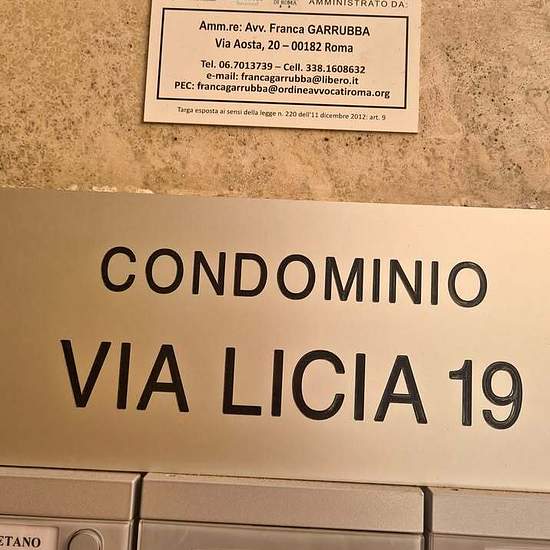 AMMINISTRATO DA:
DI ROMA
Amm.re: Avv. Franca GARRUBBA
Via Aosta, 20 – 00182 Roma
Tel. 06.7013739 – Cell. 338.1608632
e-mail: francagarrubba@libero.it
PEC: francagarrubba@ordineavvocatiroma.org
Targa esposta ai sensi della legge n. 220 dell'11 dicembre 2012: art. 9
CONDOMINIO
VIA LICIA 19
ETANO